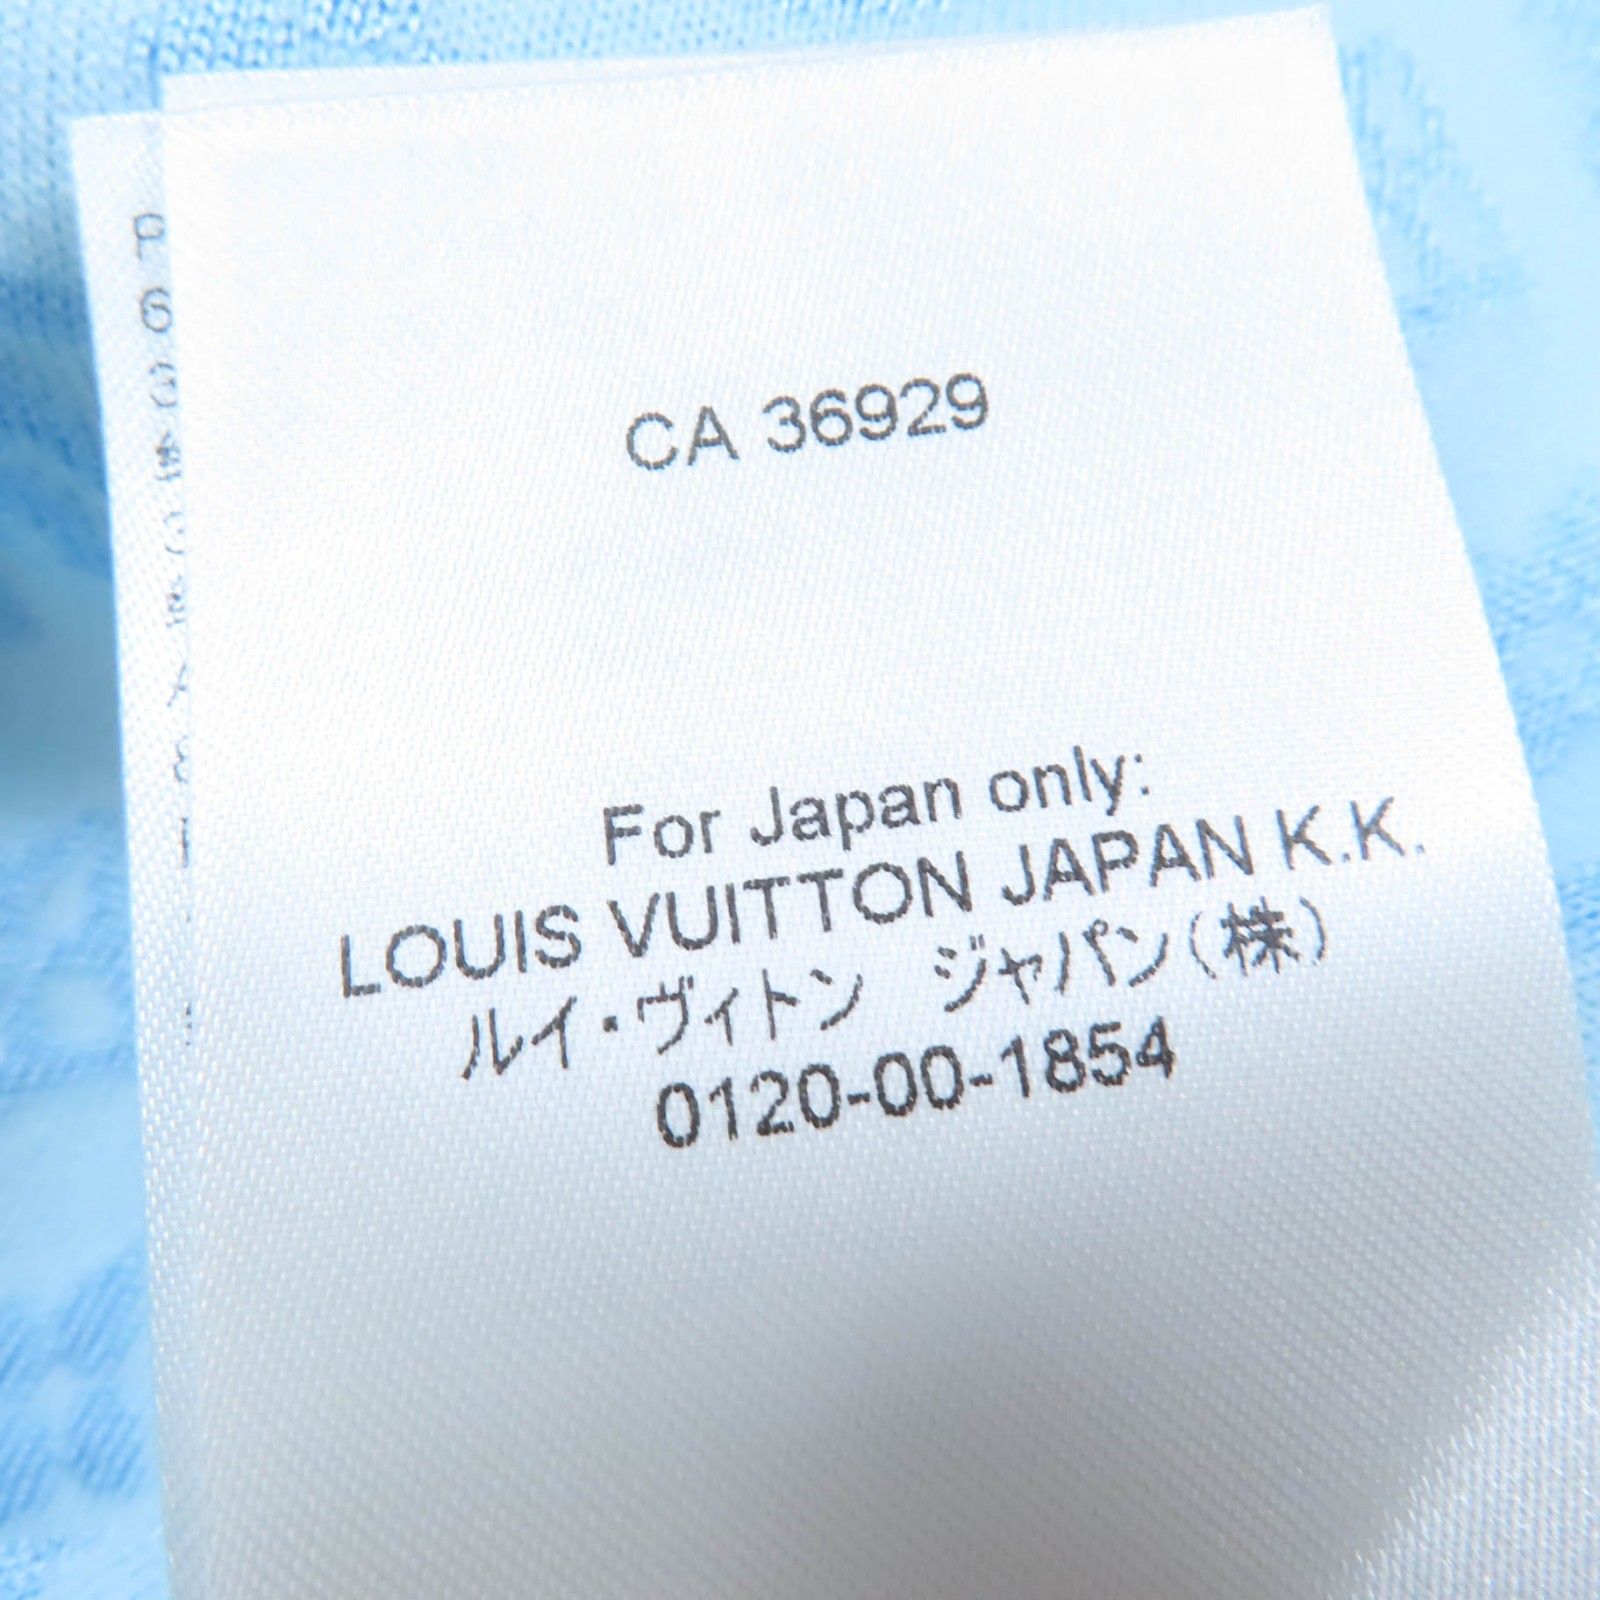 CA 36929
For Japan only:
LOUIS VUITTON JAPAN K.K.
ルイ・ヴィトン ジャパン(株)
0120-00-1854